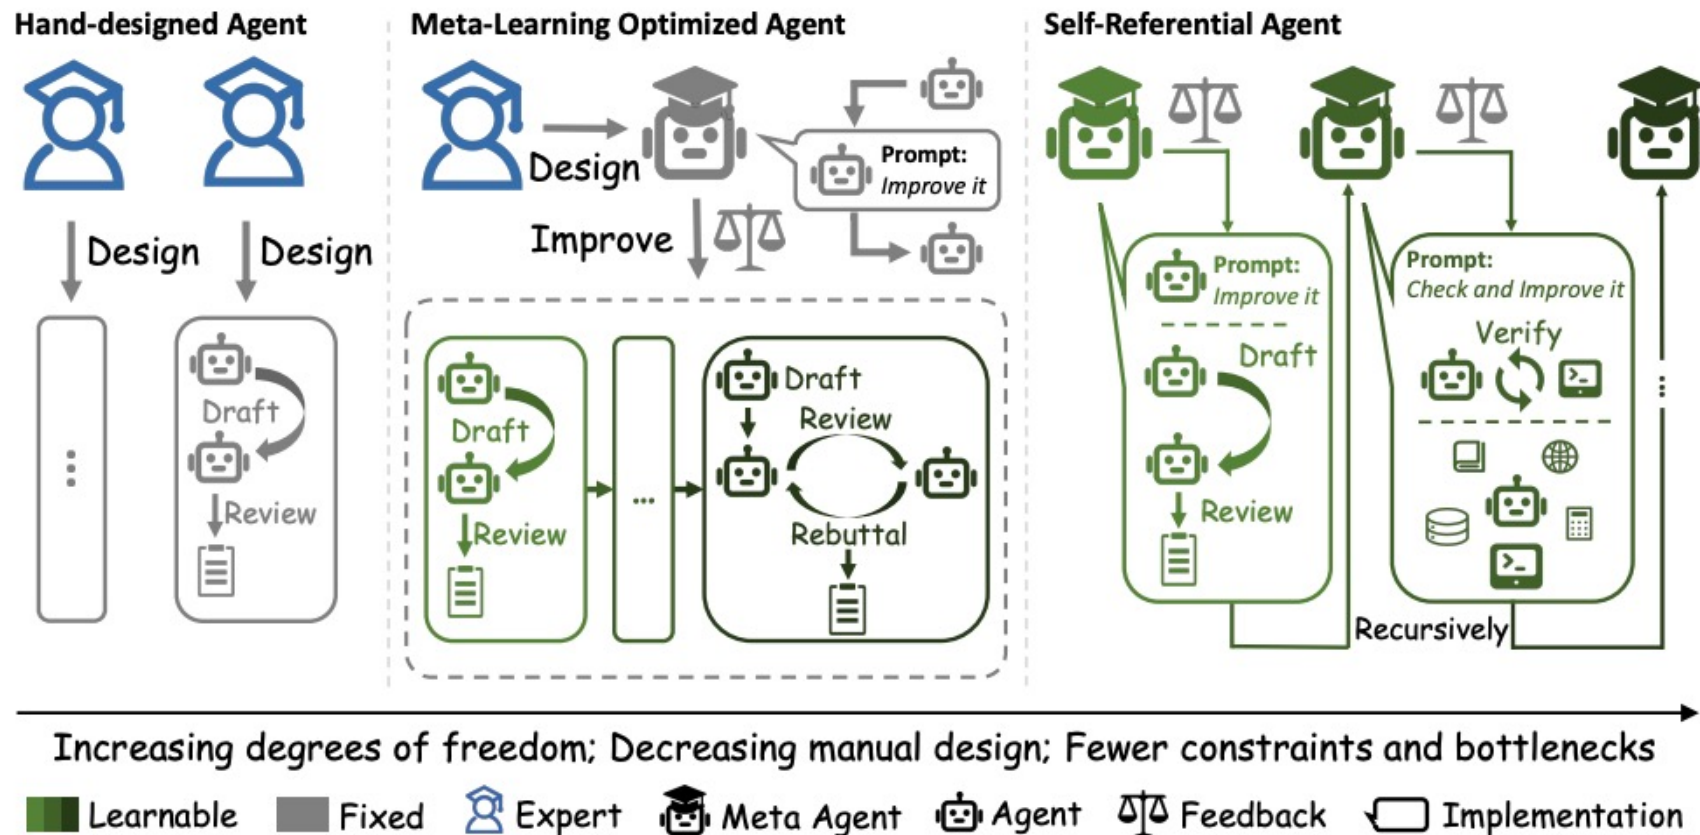 Hand-designed Agent
Design
Design
...
Draft
Review
Meta-Learning Optimized Agent
Design
Prompt:
Improve it
Improve
Draft
Review
...
Draft
Review
Rebuttal
Self-Referential Agent
Prompt:
Improve it
Draft
Review
Prompt:
Check and Improve it
Verify
>_
>_
...
Recursively
Increasing degrees of freedom; Decreasing manual design; Fewer constraints and bottlenecks
Learnable
Fixed
Expert
Meta Agent
Agent
Feedback
Implementation